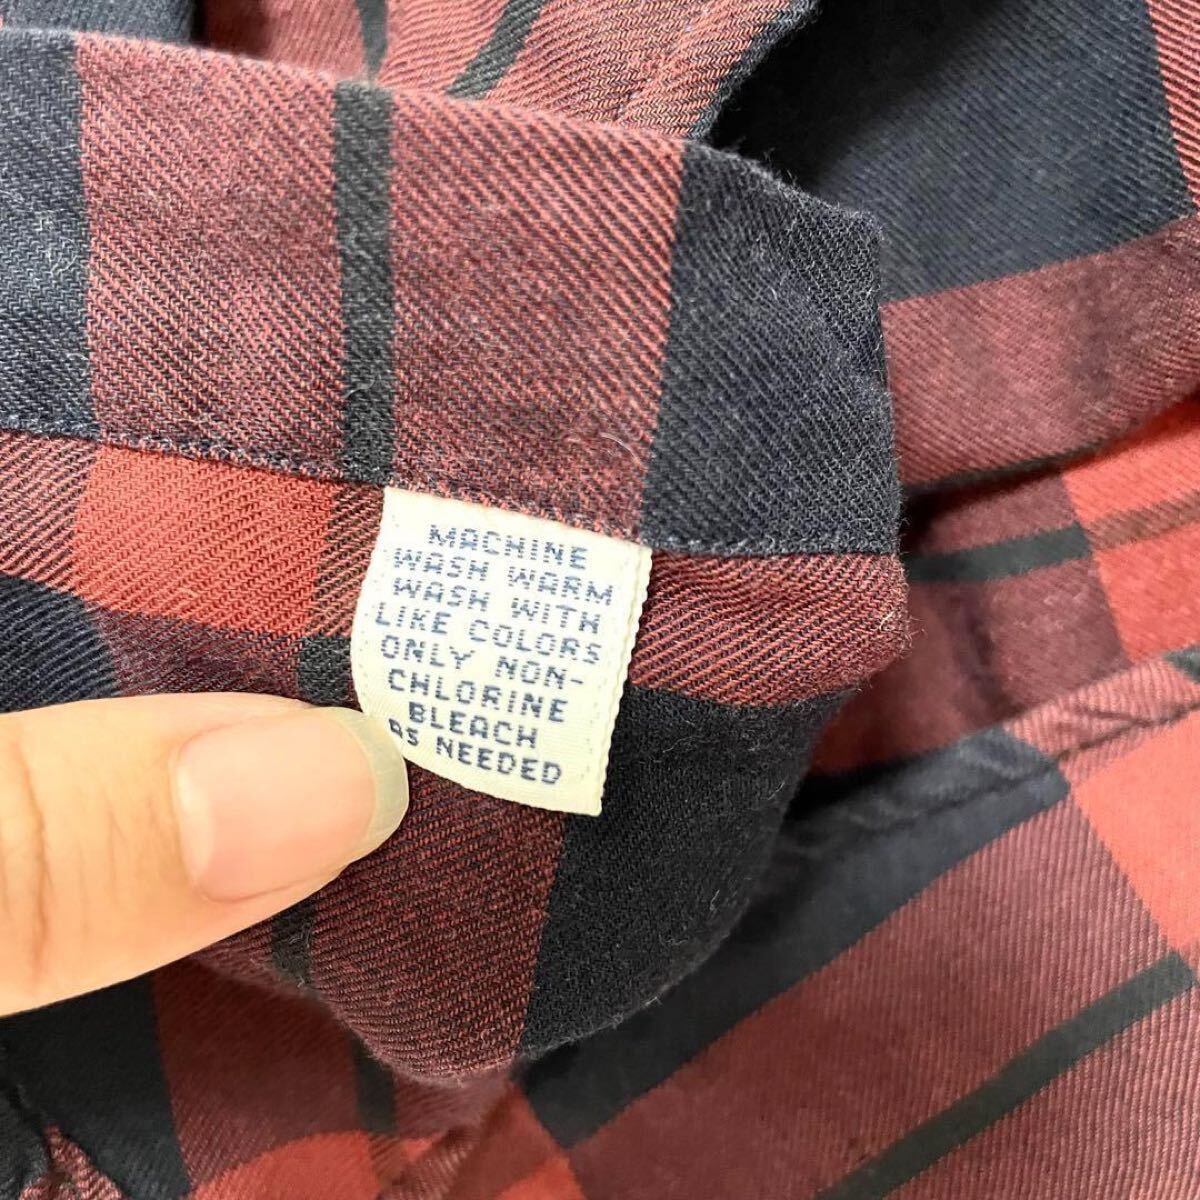 MACHINE
WASH WARM
WASH WITH
LIKE COLORS
ONLY NON-
CHLORINE
BLEACH
AS NEEDED